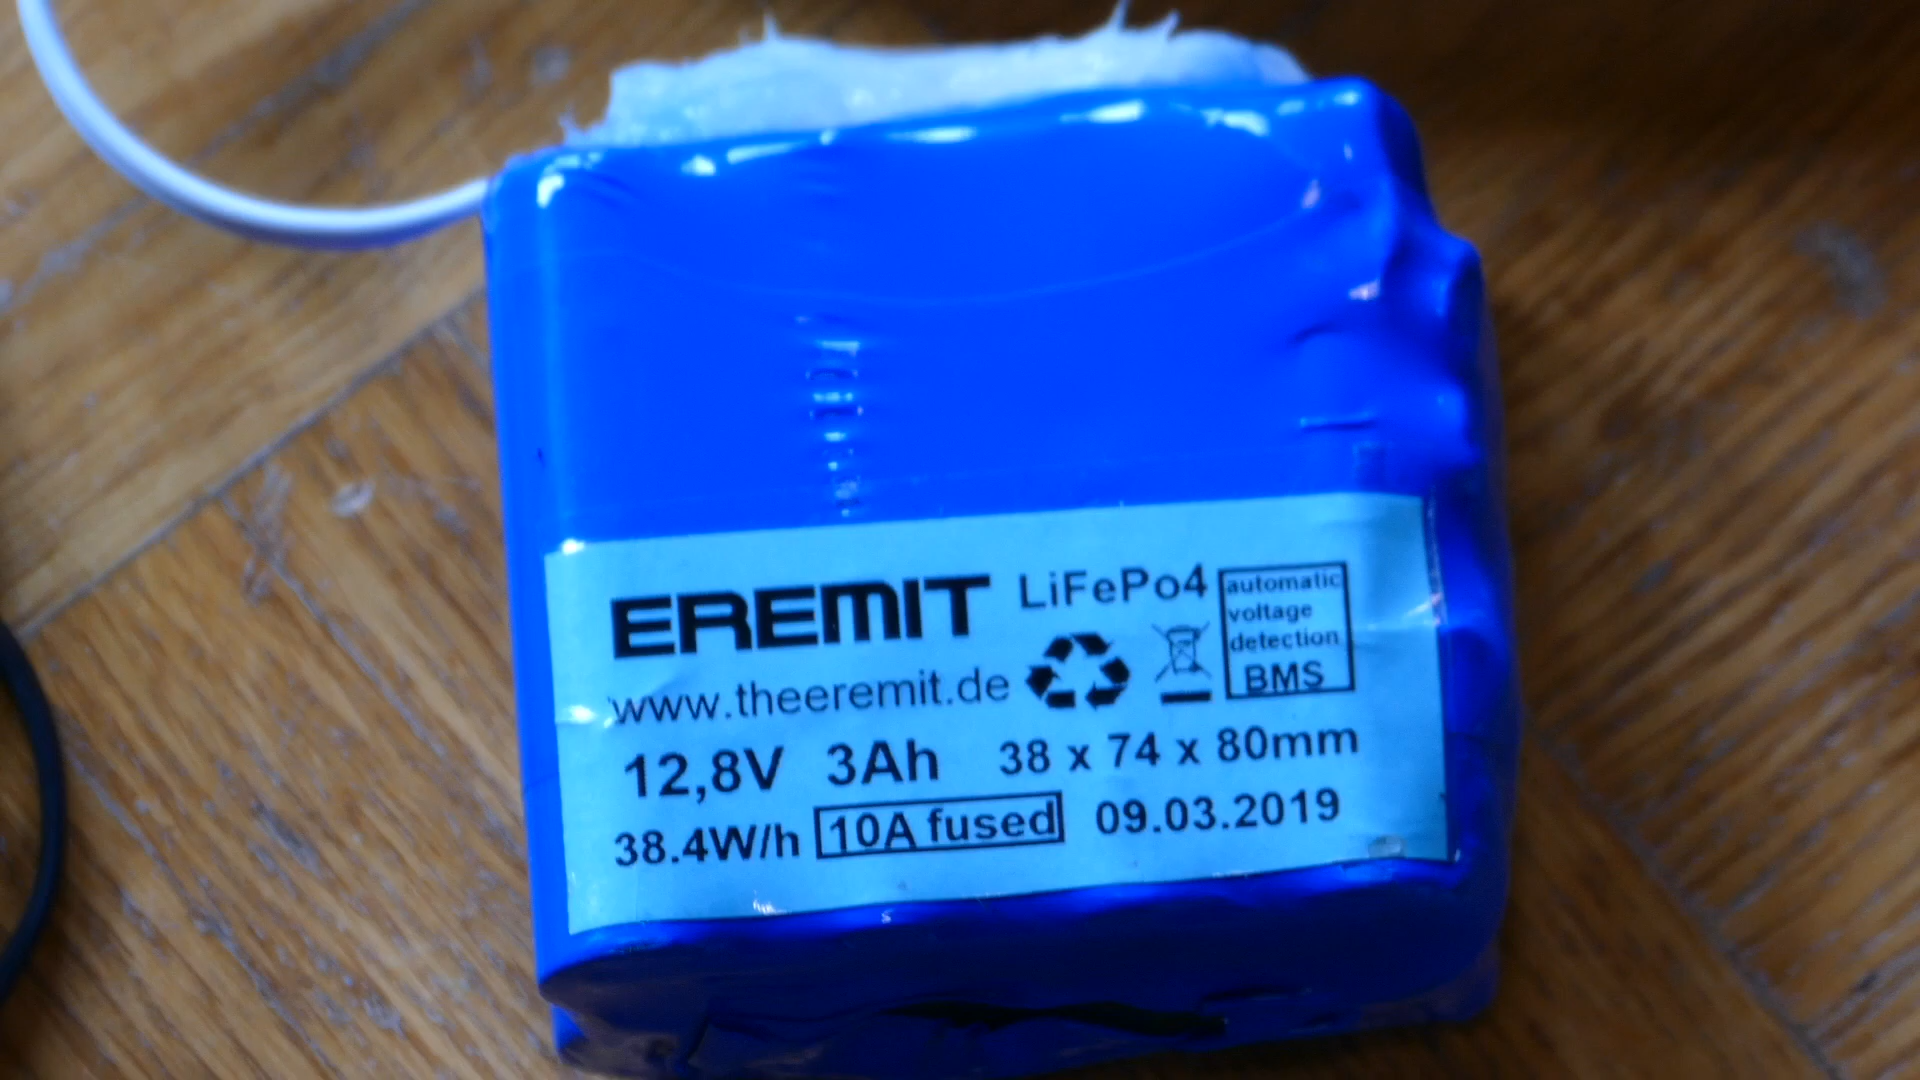 EREMIT LiFePo4
automatic
voltage
detection
BMS
www.theeremit.de
12,8V 3Ah 38 x 74 x 80mm
38.4W/h 10A fused 09.03.2019